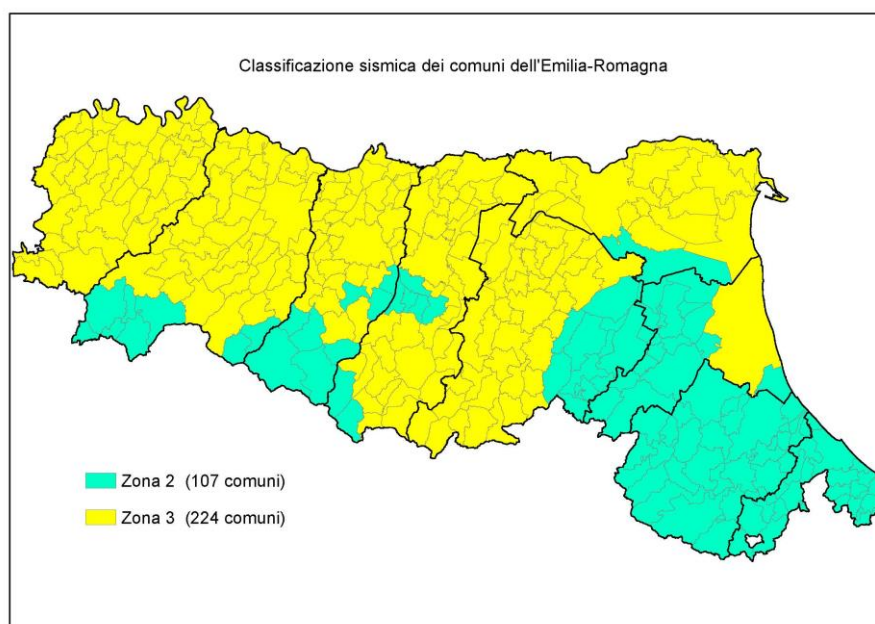 Classificazione sismica dei comuni dell'Emilia-Romagna
Zona 2 (107 comuni)
Zona 3 (224 comuni)